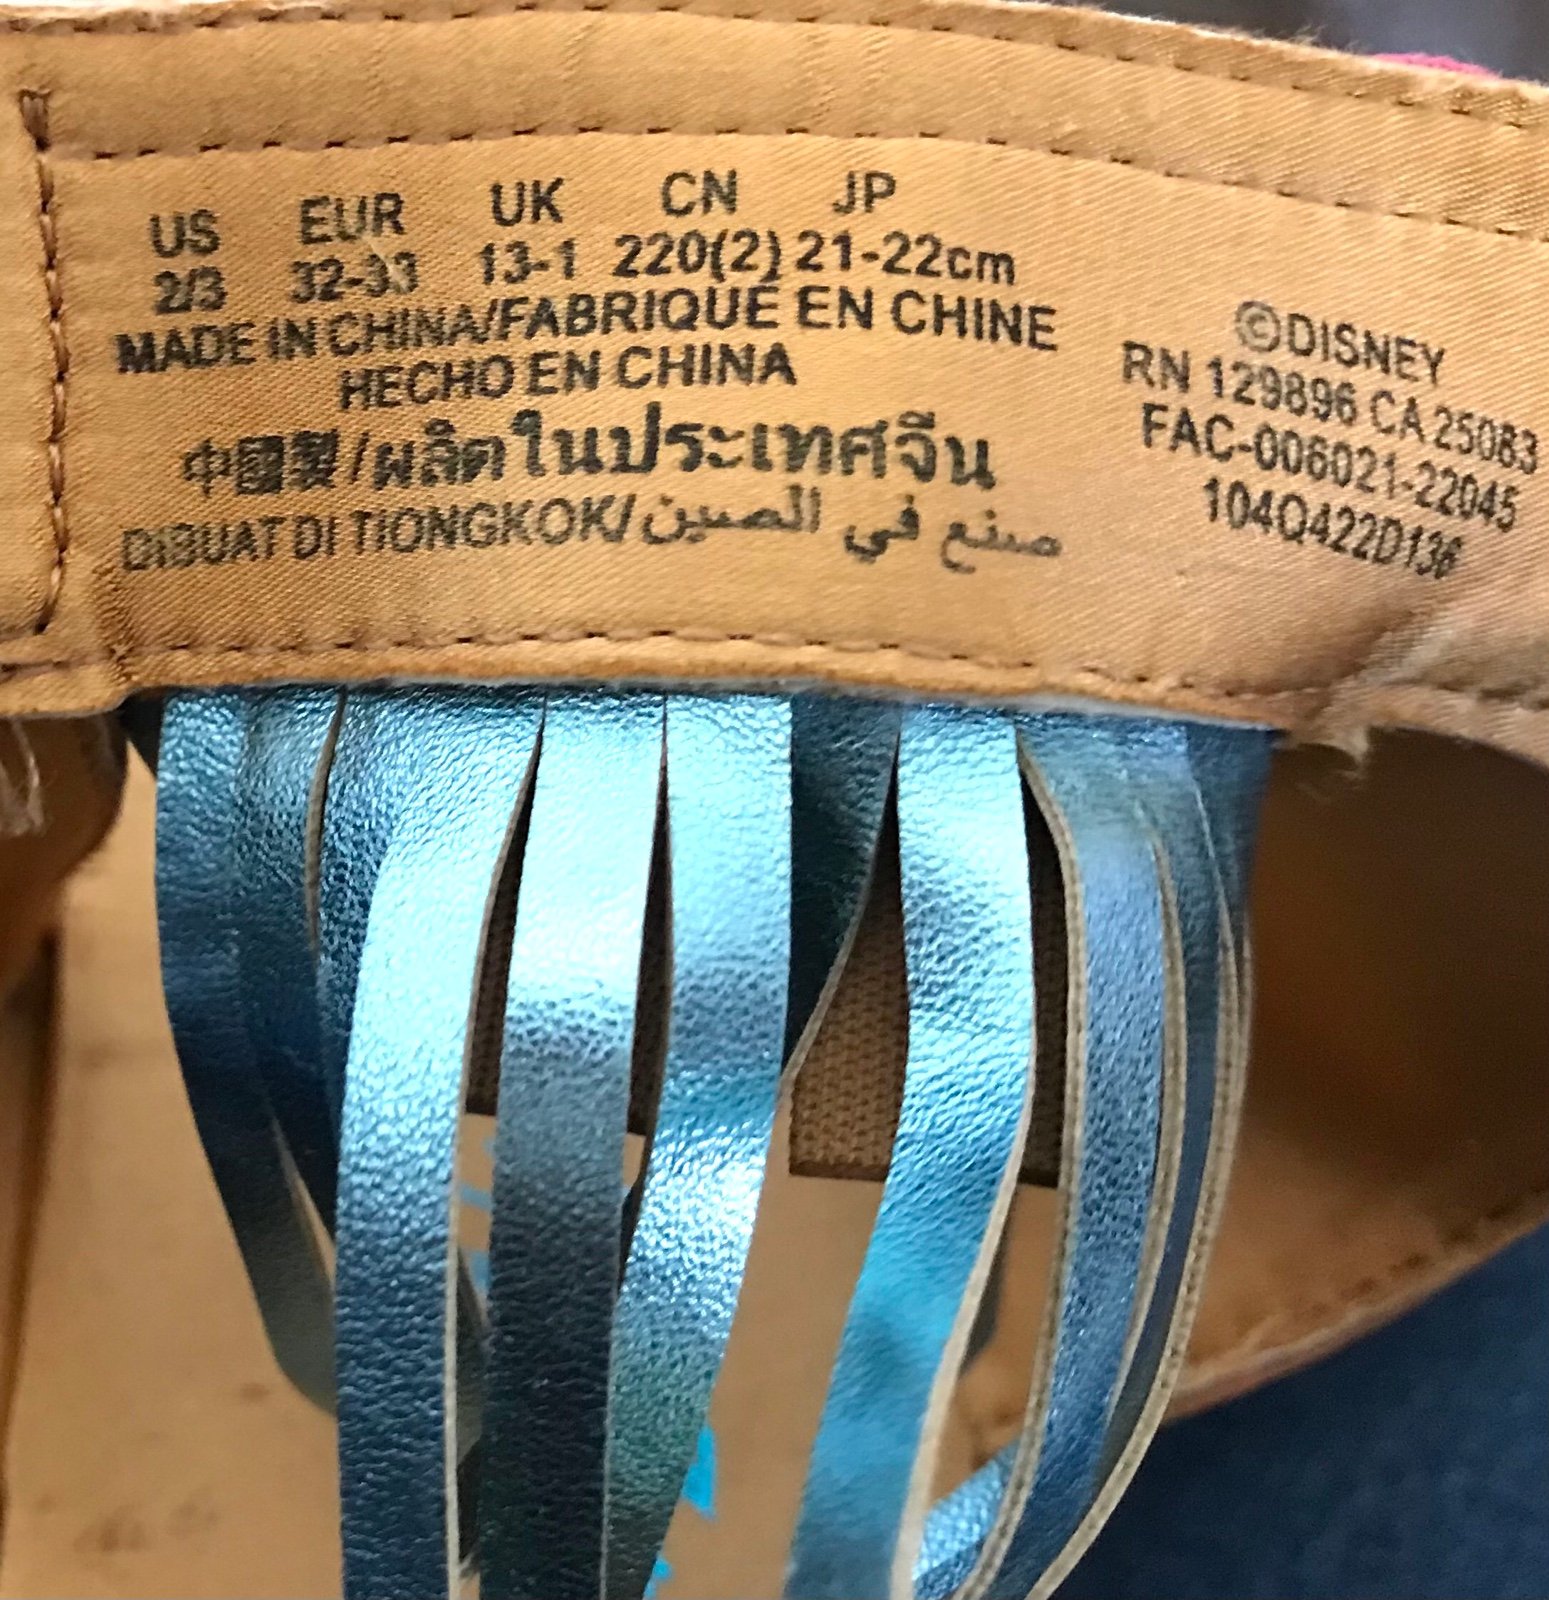 US EUR UK CN JP
2/3 32-33 13-1 220(2) 21-22cm
MADE IN CHINA/FABRIQUÉ EN CHINE
HECHO EN CHINA
中國製/ผลิตในประเทศจีน
DIBUAT DI TIONGKOK/صنع في الصين
©DISNEY
RN 129896 CA 25083
FAC-006021-22045
104Q422D136